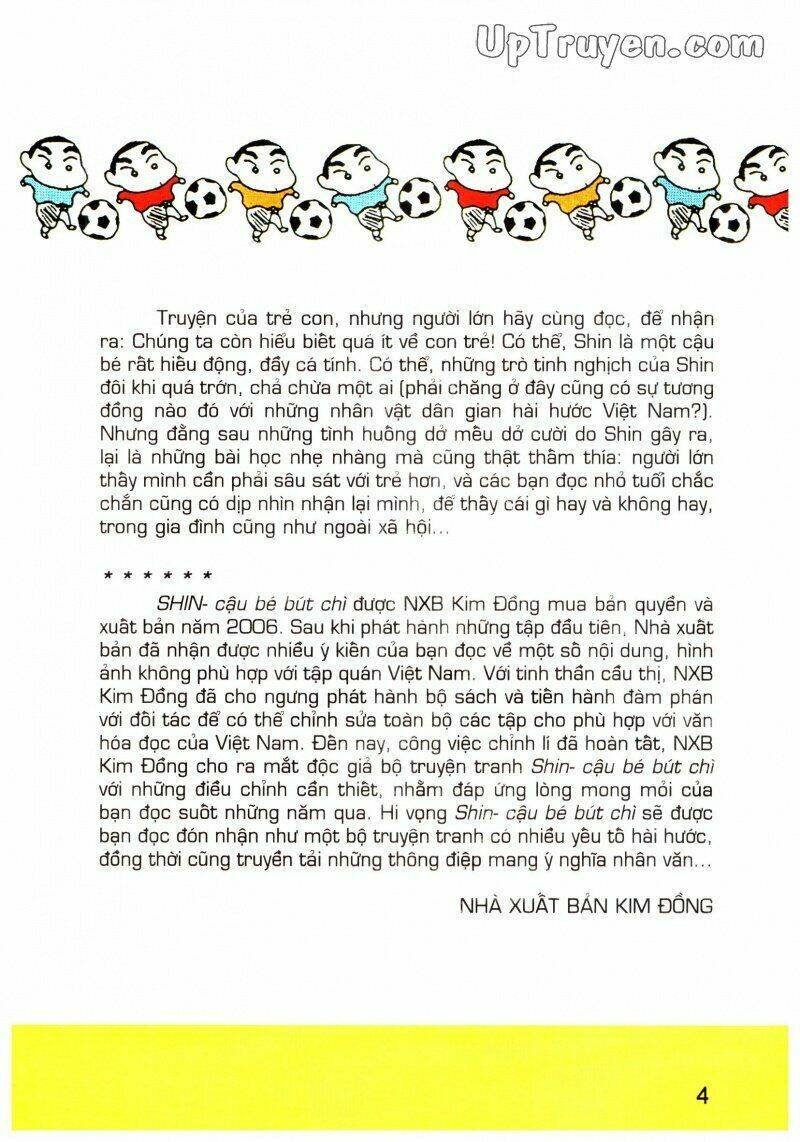 UpTruyen.com
Truyện của trẻ con, nhưng người lớn hãy cùng đọc, để nhận
ra: Chúng ta còn hiểu biết quá ít về con trẻ! Có thể, Shin là một cậu
bé rất hiếu động, đầy cá tính. Có thể, những trò tinh nghịch của Shin
đôi khi quá trớn, chả chừa một ai (phải chăng ở đây cũng có sự tương
đồng nào đó với những nhân vật dân gian hài hước Việt Nam?).
Nhưng đằng sau những tình huống dở mếu dở cười do Shin gây ra,
lại là những bài học nhẹ nhàng mà cũng thật thấm thía: người lớn
thấy mình cần phải sâu sát với trẻ hơn, và các bạn đọc nhỏ tuổi chắc
chắn cũng có dịp nhìn nhận lại mình, để thấy cái gì hay và không hay,
trong gia đình cũng như ngoài xã hội...
* * * * * *
SHIN- cậu bé bút chì được NXB Kim Đồng mua bản quyền và
xuất bản năm 2006. Sau khi phát hành những tập đầu tiên, Nhà xuất
bản đã nhận được nhiều ý kiến của bạn đọc về một số nội dung, hình
ảnh không phù hợp với tập quán Việt Nam. Với tinh thần cầu thị, NXB
Kim Đồng đã cho ngưng phát hành bộ sách và tiến hành đàm phán
với đối tác để có thể chỉnh sửa toàn bộ các tập cho phù hợp với văn
hóa đọc của Việt Nam. Đến nay, công việc chỉnh lí đã hoàn tất, NXB
Kim Đồng cho ra mắt độc giả bộ truyện tranh Shin- cậu bé bút chì
với những điều chỉnh cần thiết, nhằm đáp ứng lòng mong mỏi của
bạn đọc suốt những năm qua. Hi vọng Shin- cậu bé bút chì sẽ được
bạn đọc đón nhận như một bộ truyện tranh có nhiều yếu tố hài hước,
đồng thời cũng truyền tải những thông điệp mang ý nghĩa nhân văn...
NHÀ XUẤT BẢN KIM ĐỒNG
4